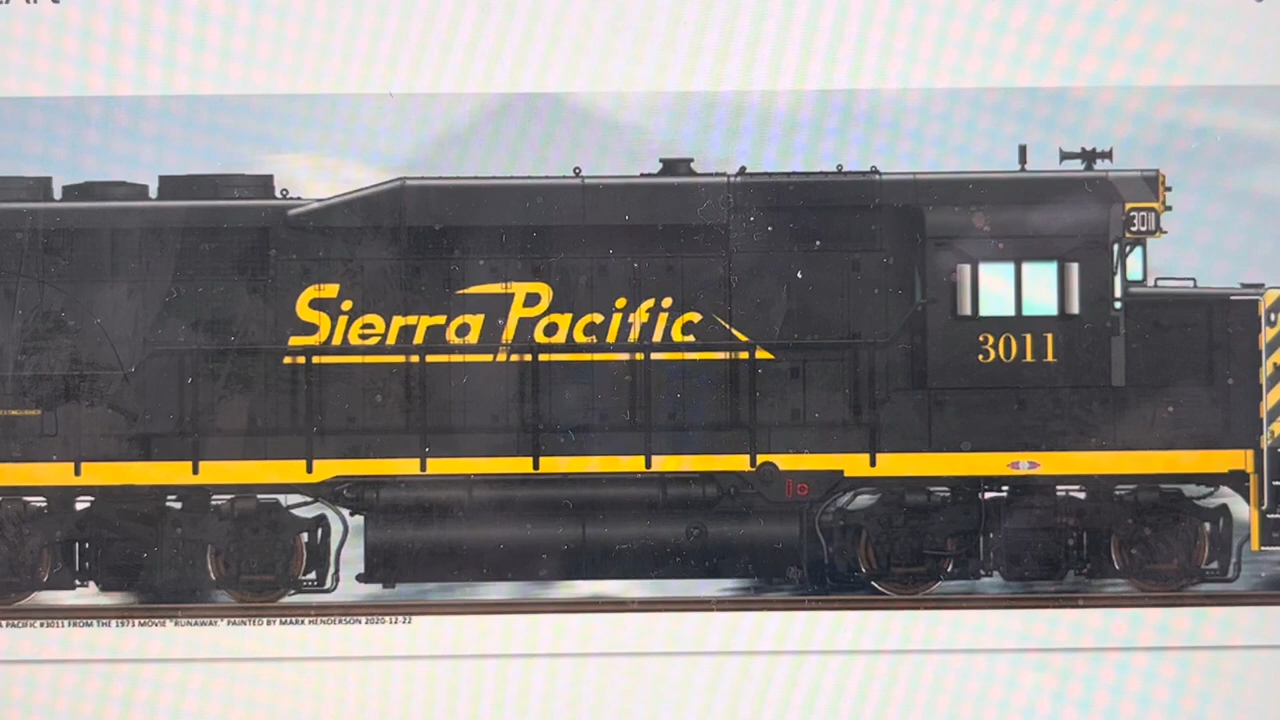 3011
Sierra Pacific
3011
A PACIFIC #3011 FROM THE 1973 MOVIE "RUNAWAY." PAINTED BY MARK HENDERSON 2020-12-22